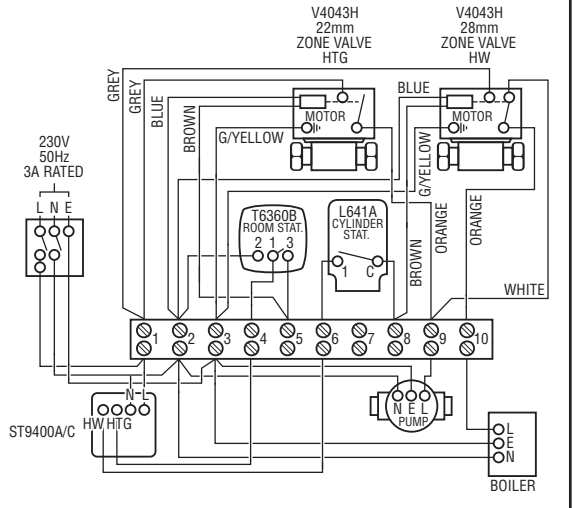 V4043H
22mm
ZONE VALVE
HTG
V4043H
28mm
ZONE VALVE
HW
GREY
GREY
BLUE
BROWN
BLUE
MOTOR
MOTOR
G/YELLOW
G/YELLOW
230V
50Hz
3A RATED
L N E
T6360B
ROOM STAT.
2 1 3
L641A
CYLINDER
STAT.
1 C
BROWN
ORANGE
ORANGE
WHITE
1 2 3 4 5 6 7 8 9 10
N L
HW HTG
ST9400A/C
N E L
PUMP
L
E
N
BOILER